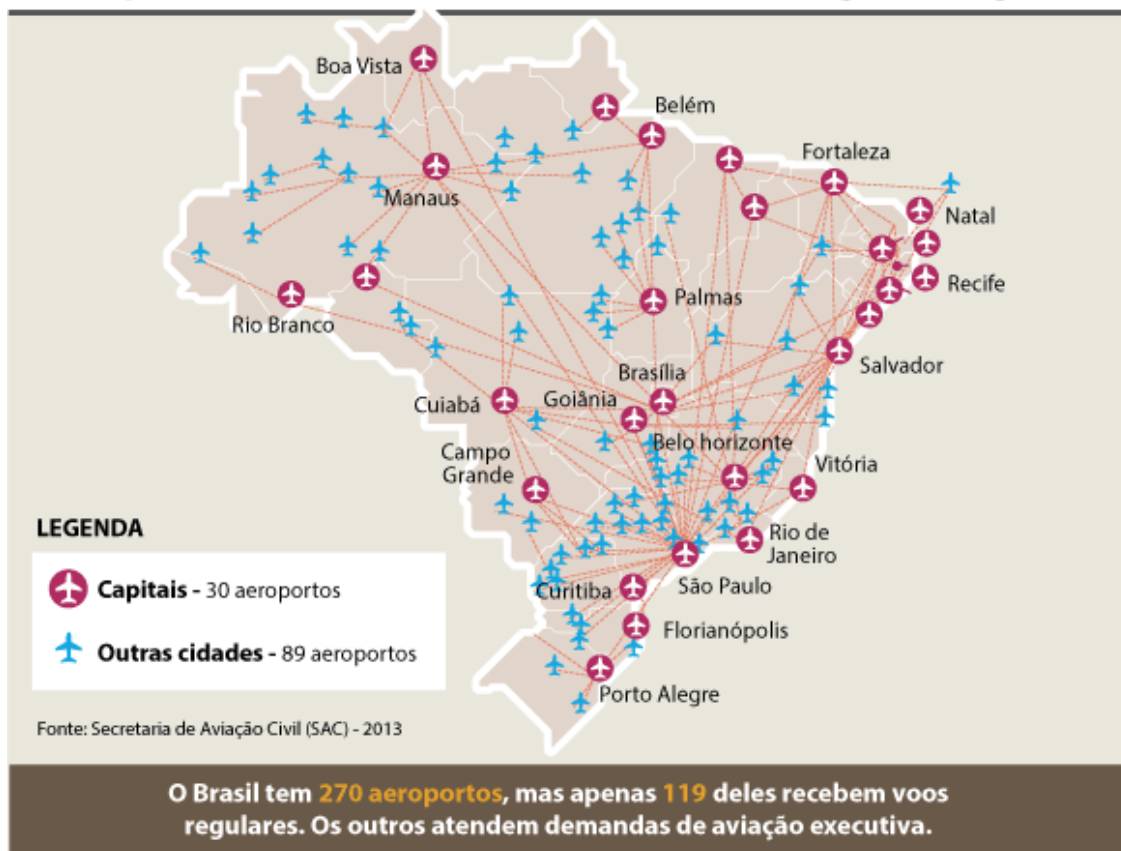 Boa Vista
Belém
Fortaleza
Manaus
Natal
Recife
Rio Branco
Palmas
Salvador
Brasília
Cuiabá
Goiânia
Belo horizonte
Campo
Grande
Vitória
LEGENDA
Rio de
Janeiro
Capitais - 30 aeroportos
Curitiba
São Paulo
Florianópolis
Outras cidades - 89 aeroportos
Porto Alegre
Fonte: Secretaria de Aviação Civil (SAC) - 2013
O Brasil tem 270 aeroportos, mas apenas 119 deles recebem voos
regulares. Os outros atendem demandas de aviação executiva.